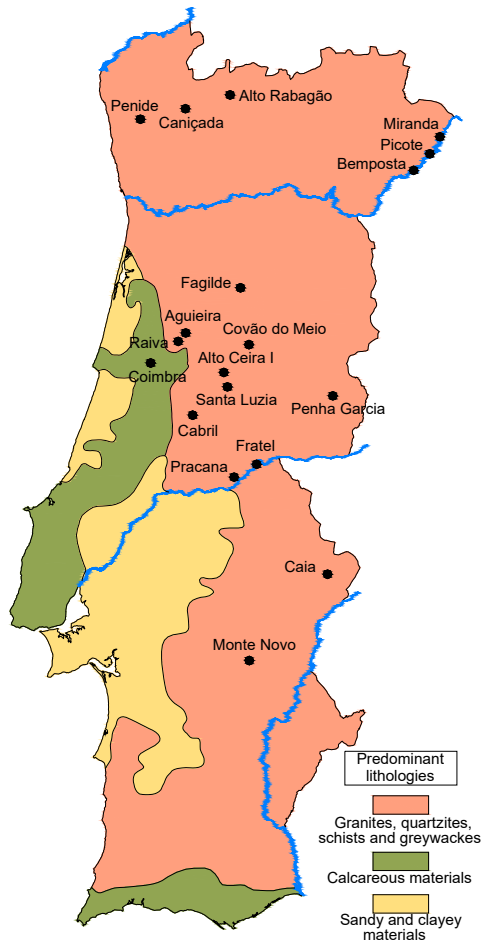 Alto Rabagão
Penide
Caniçada
Miranda
Picote
Bemposta
Fagilde
Aguieira
Covão do Meio
Raiva
Alto Ceira I
Coimbra
Santa Luzia
Penha Garcia
Cabril
Fratel
Pracana
Caia
Monte Novo
Predominant
lithologies
Granites, quartzites,
schists and greywackes
Calcareous materials
Sandy and clayey
materials